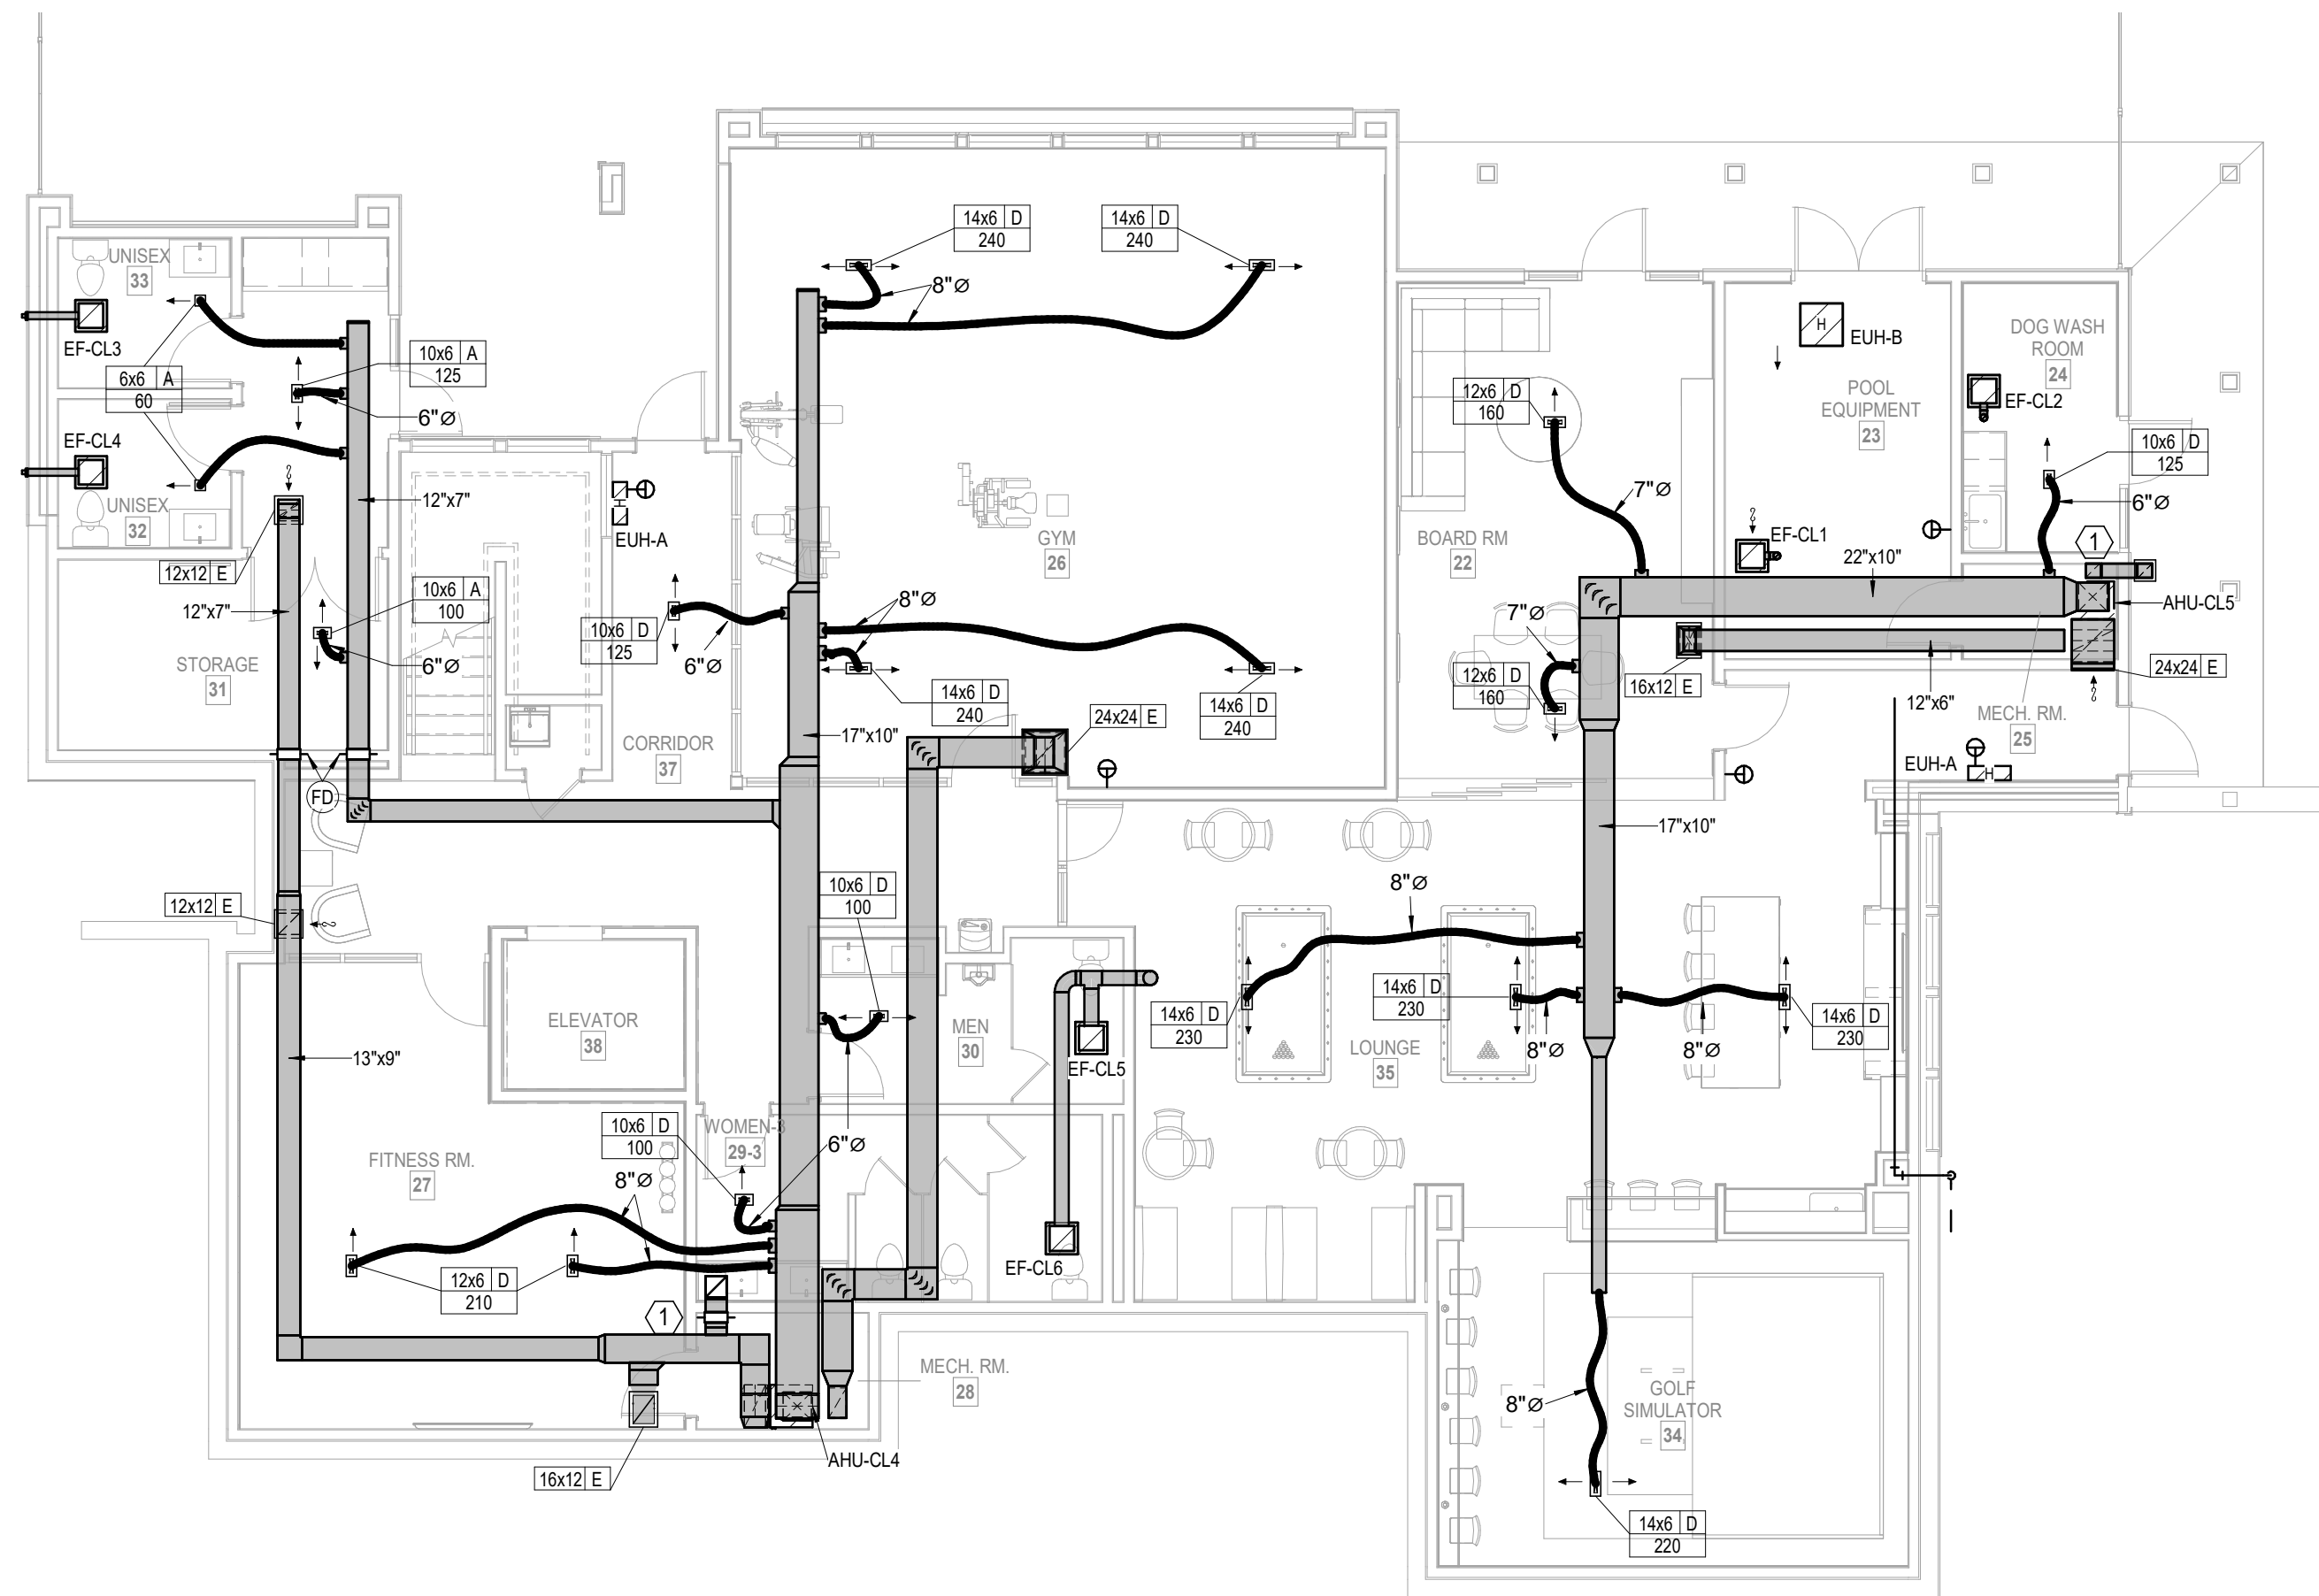 14x6 D
240
14x6 D
240
8"Ø
UNISEX
33
EF-CL3
10x6 A
125
6x6 A
60
6"Ø
EF-CL4
UNISEX
32
12"x7"
12x12 E
12"x7"
10x6 A
100
6"Ø
STORAGE
31
FD
H
EUH-A
10x6 D
125
6"Ø
CORRIDOR
37
GYM
26
8"Ø
14x6 D
240
14x6 D
240
17"x10"
24x24 E
H
EUH-B
DOG WASH
ROOM
24
EF-CL2
POOL
EQUIPMENT
23
12x6 D
160
10x6 D
125
7"Ø
6"Ø
BOARD RM
22
EF-CL1
22"x10"
1
AHU-CL5
7"Ø
12x6 D
160
16x12 E
24x24 E
12"x6"
MECH. RM.
25
EUH-A
H
17"x10"
12x12 E
10x6 D
100
8"Ø
13"x9"
ELEVATOR
38
MEN
30
EF-CL5
14x6 D
230
14x6 D
230
14x6 D
230
LOUNGE
35
8"Ø
8"Ø
10x6 D
100
WOMEN-3
29-3
6"Ø
FITNESS RM.
27
8"Ø
12x6 D
210
EF-CL6
1
MECH. RM.
28
AHU-CL4
16x12 E
8"Ø
GOLF
SIMULATOR
34
14x6 D
220